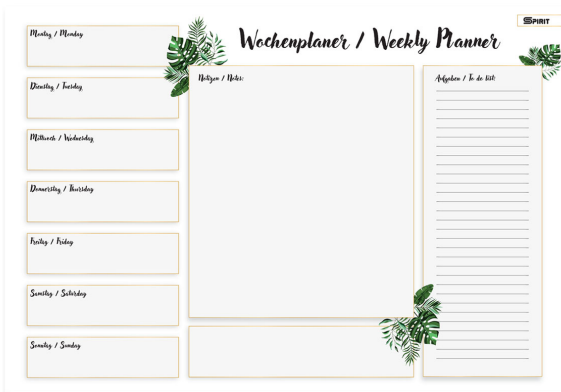 SPIRIT
Wochenplaner / Weekly Planner
Montag / Monday
Dienstag / Tuesday
Mittwoch / Wednesday
Donnerstag / Thursday
Freitag / Friday
Samstag / Saturday
Sonntag / Sunday
Notizen / Notes:
Aufgaben / To do list: